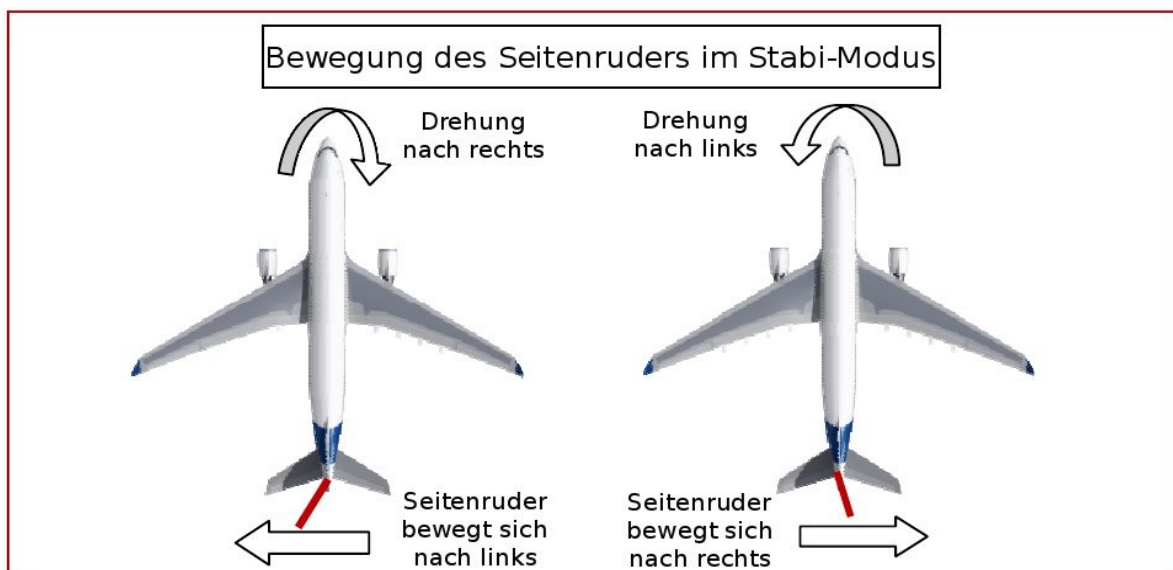 Bewegung des Seitenruders im Stabi-Modus
Drehung
nach rechts
Drehung
nach links
Seitenruder
bewegt sich
nach links
Seitenruder
bewegt sich
nach rechts